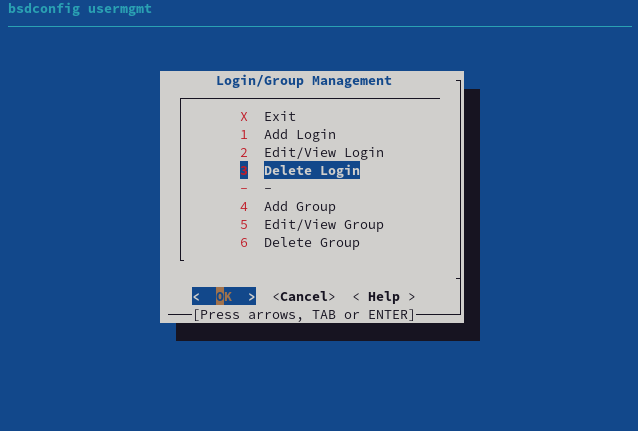 bsdconfig usermgmt
Login/Group Management
X Exit
1 Add Login
2 Edit/View Login
3 Delete Login
- -
4 Add Group
5 Edit/View Group
6 Delete Group
< OK > <Cancel> < Help >
[Press arrows, TAB or ENTER]